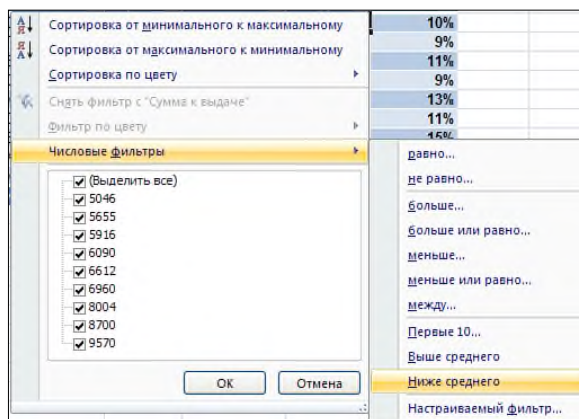 Сортировка от минимального к максимальному
Сортировка от максимального к минимальному
Сортировка по цвету
Снять фильтр с "Сумма к выдаче"
Фильтр по цвету
Числовые фильтры
(Выделить все)
5046
5655
5916
6090
6612
6960
8004
8700
9570
ОК
Отмена
10%
9%
11%
9%
13%
11%
15%
равно...
не равно...
больше...
больше или равно...
меньше...
меньше или равно...
между...
Первые 10...
Выше среднего
Ниже среднего
Настраиваемый фильтр...